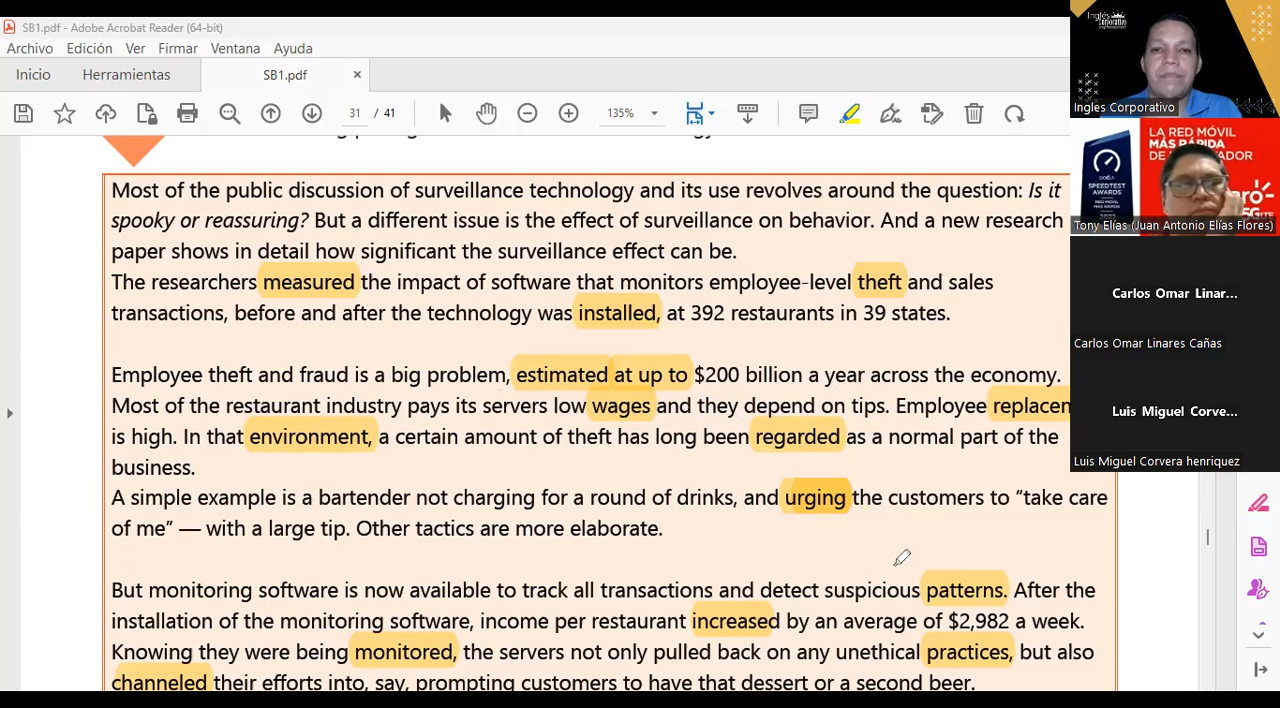 SB1.pdf - Adobe Acrobat Reader (64-bit)
Archivo Edición Ver Firmar Ventana Ayuda
Inicio Herramientas SB1.pdf ×
31 / 41 135%
Most of the public discussion of surveillance technology and its use revolves around the question: Is it
spooky or reassuring? But a different issue is the effect of surveillance on behavior. And a new research
paper shows in detail how significant the surveillance effect can be.
The researchers measured the impact of software that monitors employee-level theft and sales
transactions, before and after the technology was installed, at 392 restaurants in 39 states.
Employee theft and fraud is a big problem, estimated at up to $200 billion a year across the economy.
Most of the restaurant industry pays its servers low wages and they depend on tips. Employee replacen
is high. In that environment, a certain amount of theft has long been regarded as a normal part of the
business.
A simple example is a bartender not charging for a round of drinks, and urging the customers to “take care
of me” — with a large tip. Other tactics are more elaborate.
But monitoring software is now available to track all transactions and detect suspicious patterns. After the
installation of the monitoring software, income per restaurant increased by an average of $2,982 a week.
Knowing they were being monitored, the servers not only pulled back on any unethical practices, but also
channeled their efforts into, say, prompting customers to have that dessert or a second beer.
Inglés
Corporativo
Ingles Corporativo
LA RED MÓVIL
MÁS RÁPIDA
DE VADOR
SPEEDTEST
AWARDS
Tony Elías (Juan Antonio Elías Flores)
Carlos Omar Linar...
Carlos Omar Linares Cañas
Luis Miguel Corve...
Luis Miguel Corvera henriquez